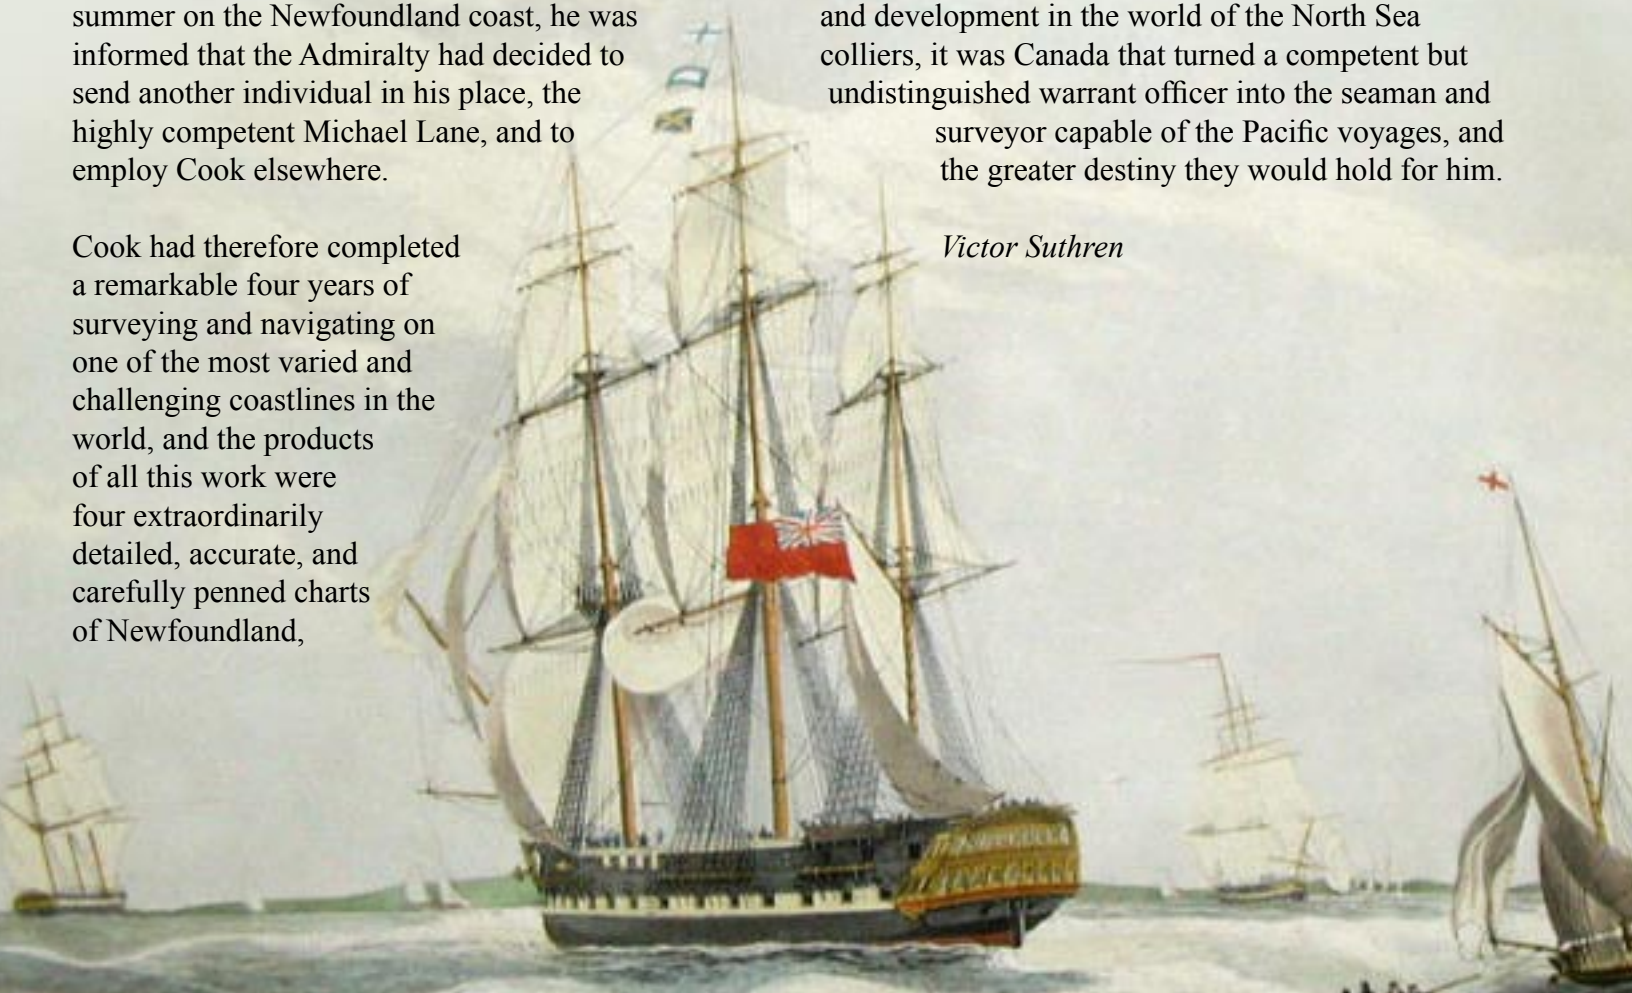 summer on the Newfoundland coast, he was
informed that the Admiralty had decided to
send another individual in his place, the
highly competent Michael Lane, and to
employ Cook elsewhere.
Cook had therefore completed
a remarkable four years of
surveying and navigating on
one of the most varied and
challenging coastlines in the
world, and the products
of all this work were
four extraordinarily
detailed, accurate, and
carefully penned charts
of Newfoundland,
and development in the world of the North Sea
colliers, it was Canada that turned a competent but
undistinguished warrant officer into the seaman and
surveyor capable of the Pacific voyages, and
the greater destiny they would hold for him.
Victor Suthren